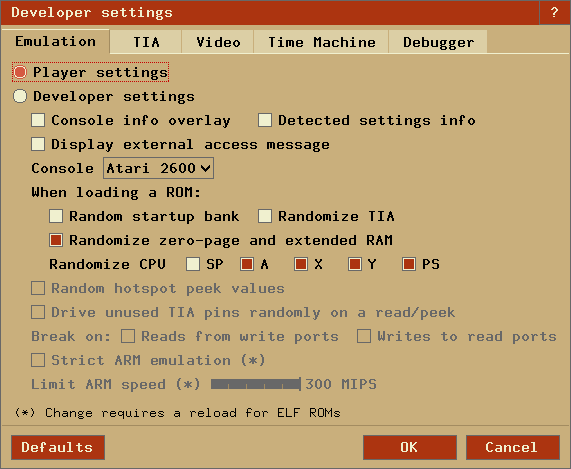 Developer settings ?
Emulation TIA Video Time Machine Debugger
Player settings
Developer settings
Console info overlay Detected settings info
Display external access message
Console Atari 2600
When loading a ROM:
Random startup bank Randomize TIA
Randomize zero-page and extended RAM
Randomize CPU SP A X Y PS
Random hotspot peek values
Drive unused TIA pins randomly on a read/peek
Break on: Reads from write ports Writes to read ports
Strict ARM emulation (*)
Limit ARM speed (*) 300 MIPS
(*) Change requires a reload for ELF ROMs
Defaults OK Cancel